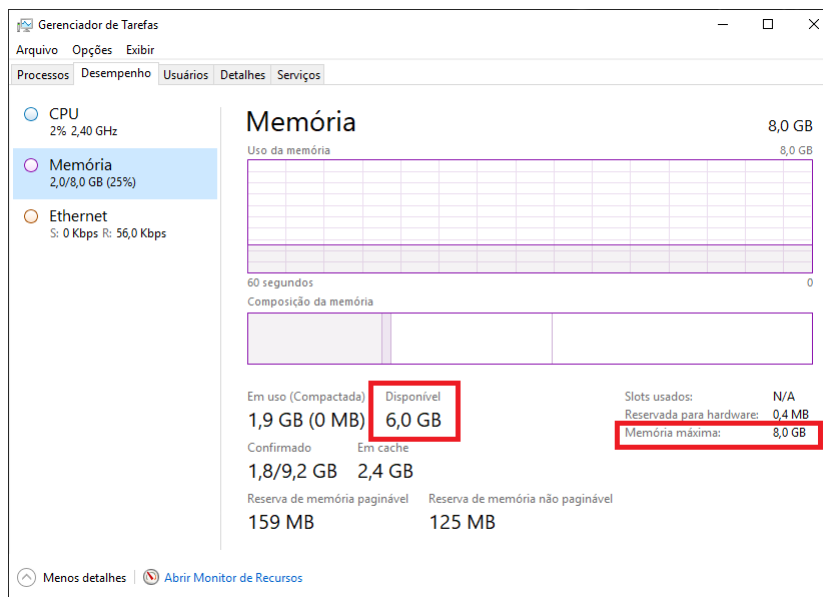 Gerenciador de Tarefas
Arquivo Opções Exibir
Processos Desempenho Usuários Detalhes Serviços
CPU
2% 2,40 GHz
Memória
2,0/8,0 GB (25%)
Ethernet
S: 0 Kbps R: 56,0 Kbps
Memória 8,0 GB
Uso da memória 8,0 GB
60 segundos 0
Composição da memória
Em uso (Compactada) Disponível
1,9 GB (0 MB) 6,0 GB
Confirmado Em cache
1,8/9,2 GB 2,4 GB
Reserva de memória paginável Reserva de memória não paginável
159 MB 125 MB
Slots usados: N/A
Reservada para hardware: 0,4 MB
Memória máxima: 8,0 GB
Menos detalhes Abrir Monitor de Recursos